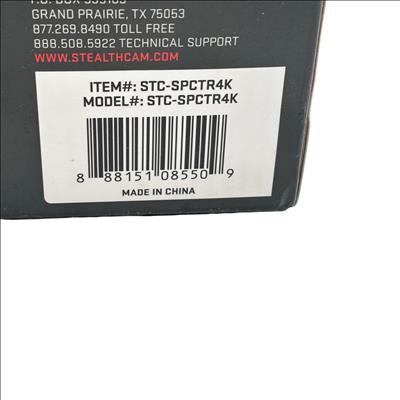 GRAND PRAIRIE, TX 75053
877.269.8490 TOLL FREE
888.508.5922 TECHNICAL SUPPORT
WWW.STEALTHCAM.COM
ITEM#: STC-SPCTR4K
MODEL#: STC-SPCTR4K
8 88151 08550 9
MADE IN CHINA